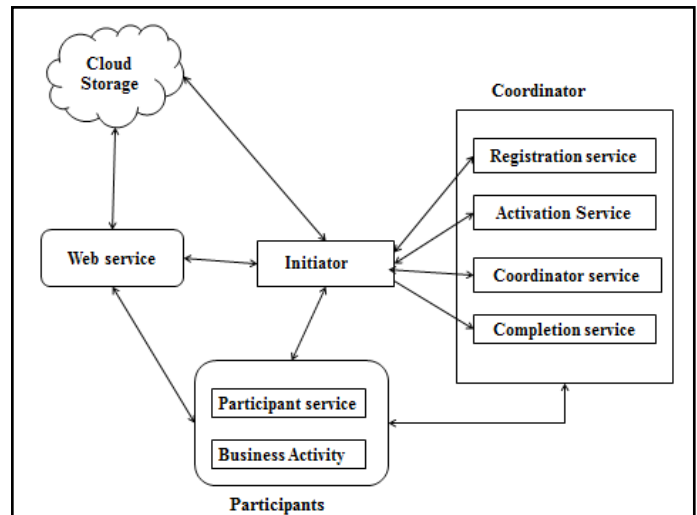 Cloud
Storage
Coordinator
Registration service
Activation Service
Web service
Initiator
Coordinator service
Completion service
Participant service
Business Activity
Participants